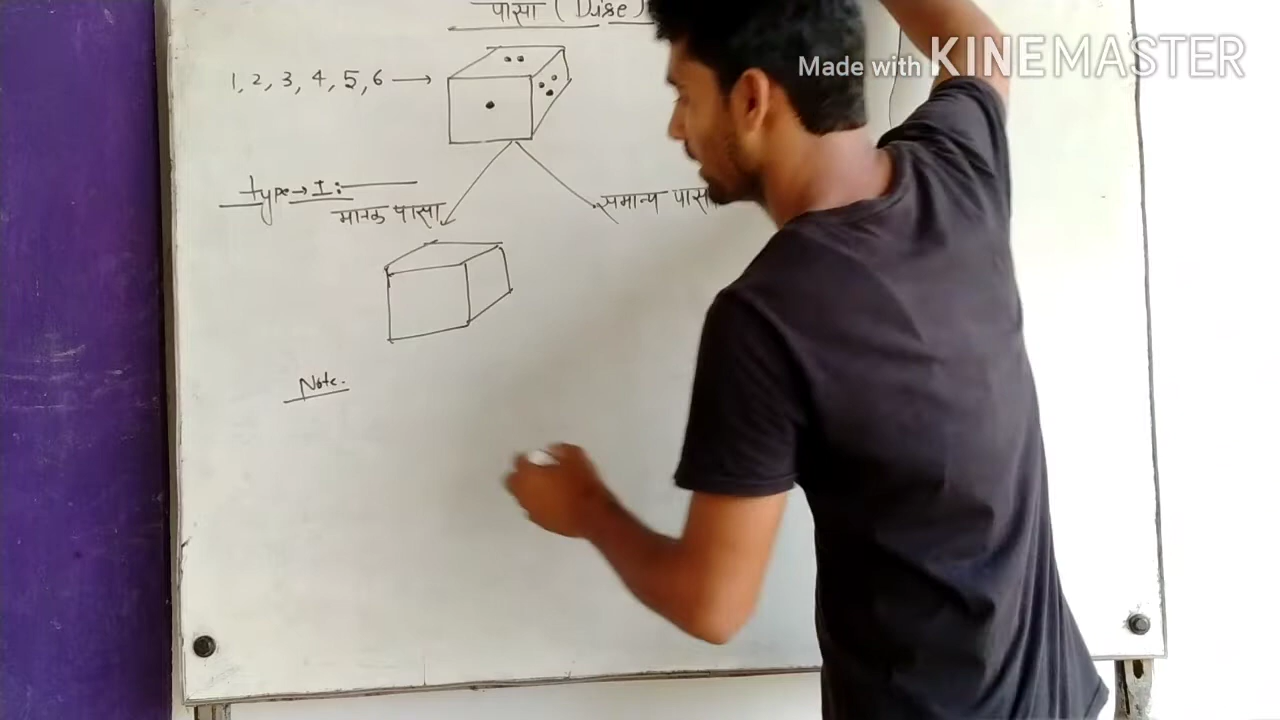 पासा ( Dise )
Made with KINEMASTER
1, 2, 3, 4, 5, 6 →
type → I :
मानक पासा
समान्य पासा
Note.